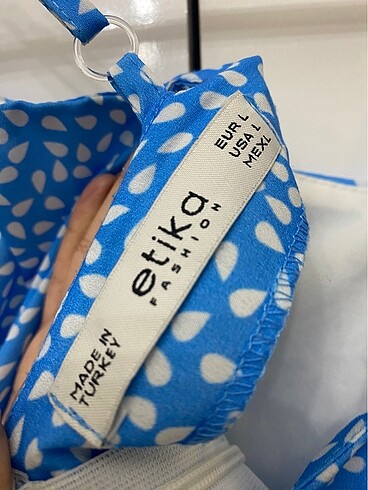 EUR L
USA L
MEX L
etika
FASHION
MADE IN
TURKEY